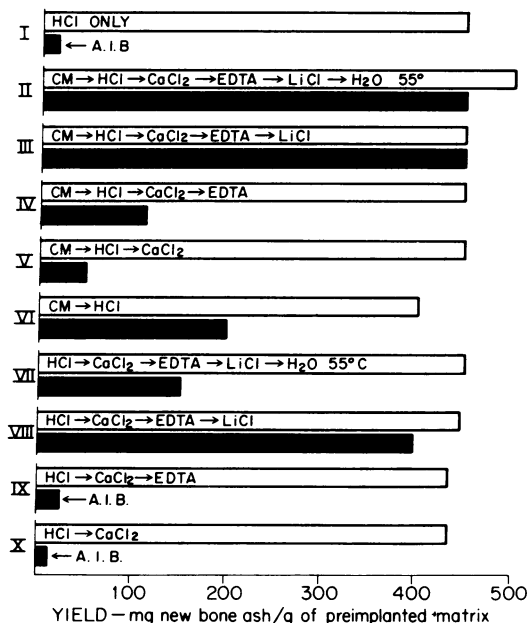 I HCl ONLY
← A.I.B
II CM→HCl→CaCl2→EDTA→LiCl→H2O 55°
III CM→HCl→CaCl2→EDTA→LiCl
IV CM→HCl→CaCl2→EDTA
V CM→HCl→CaCl2
VI CM→HCl
VII HCl→CaCl2→EDTA→LiCl→H2O 55°C
VIII HCl→CaCl2→EDTA→LiCl
IX HCl→CaCl2→EDTA
← A.I.B.
X HCl→CaCl2
← A.I.B.
100 200 300 400 500
YIELD — mg new bone ash/g of preimplanted matrix